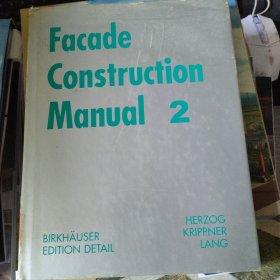 Facade
Construction
Manual 2
BIRKHÄUSER
EDITION DETAIL
HERZOG
KRIPPNER
LANG